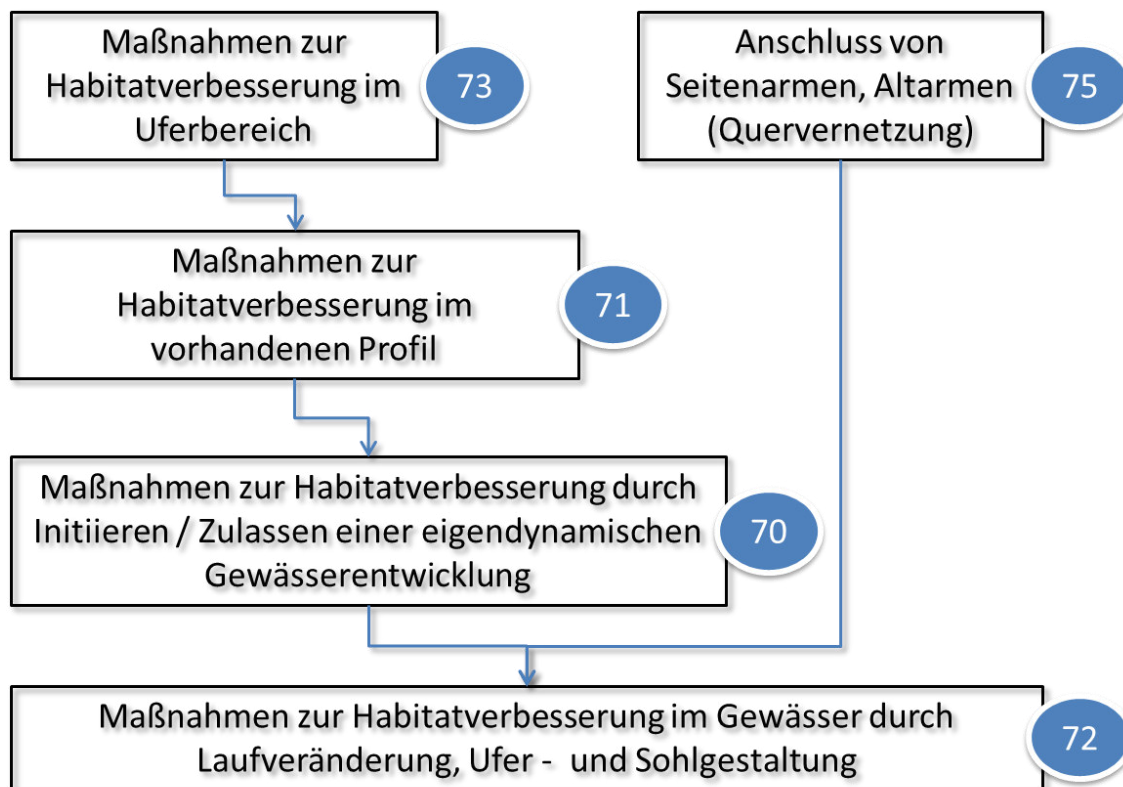 Maßnahmen zur
Habitatverbesserung im
Uferbereich
73
Anschluss von
Seitenarmen, Altarmen
(Quervernetzung)
75
Maßnahmen zur
Habitatverbesserung im
vorhandenen Profil
71
Maßnahmen zur Habitatverbesserung durch
Initiieren / Zulassen einer eigendynamischen
Gewässerentwicklung
70
Maßnahmen zur Habitatverbesserung im Gewässer durch
Laufveränderung, Ufer - und Sohlgestaltung
72